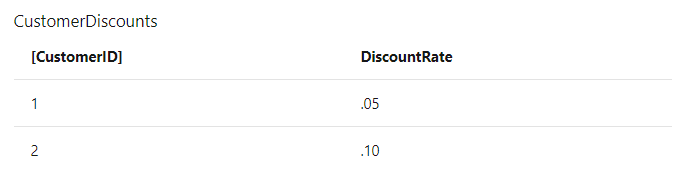 CustomerDiscounts
[CustomerID] DiscountRate
1 .05
2 .10